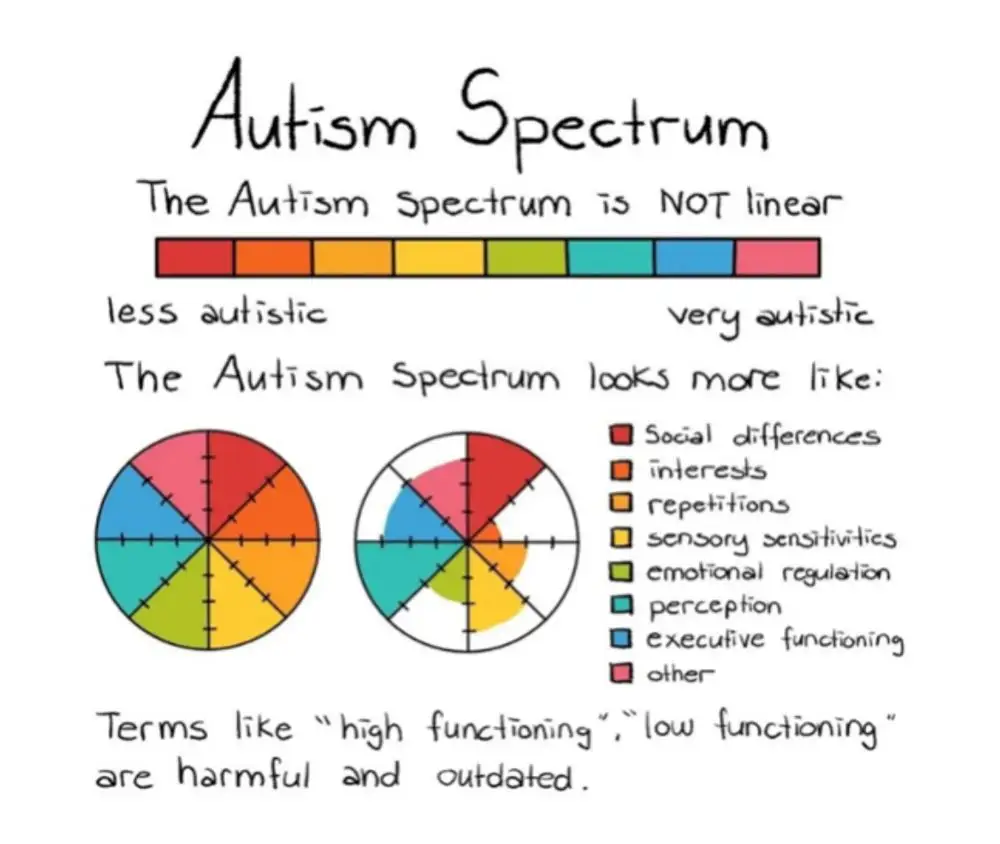 Autism Spectrum
The Autism Spectrum is NOT linear
less autistic
very autistic
The Autism Spectrum looks more like:
Social differences
interests
repetitions
sensory sensitivities
emotional regulation
perception
executive functioning
other
Terms like "high functioning", "low functioning"
are harmful and outdated.